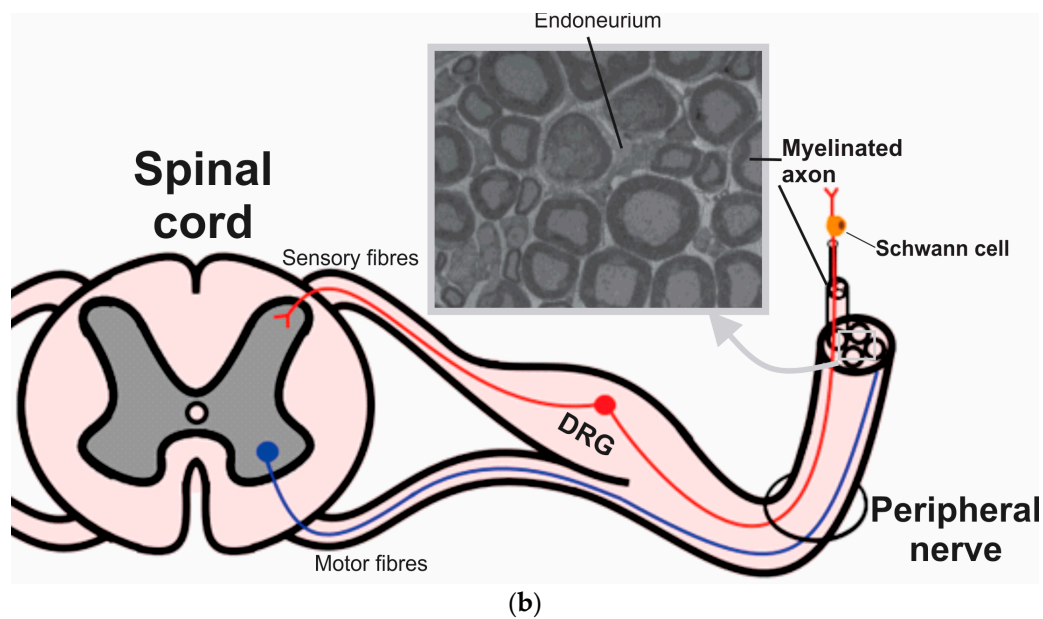 Endoneurium
Myelinated
axon
Schwann cell
Spinal
cord
Sensory fibres
DRG
Motor fibres
Peripheral
nerve
(b)